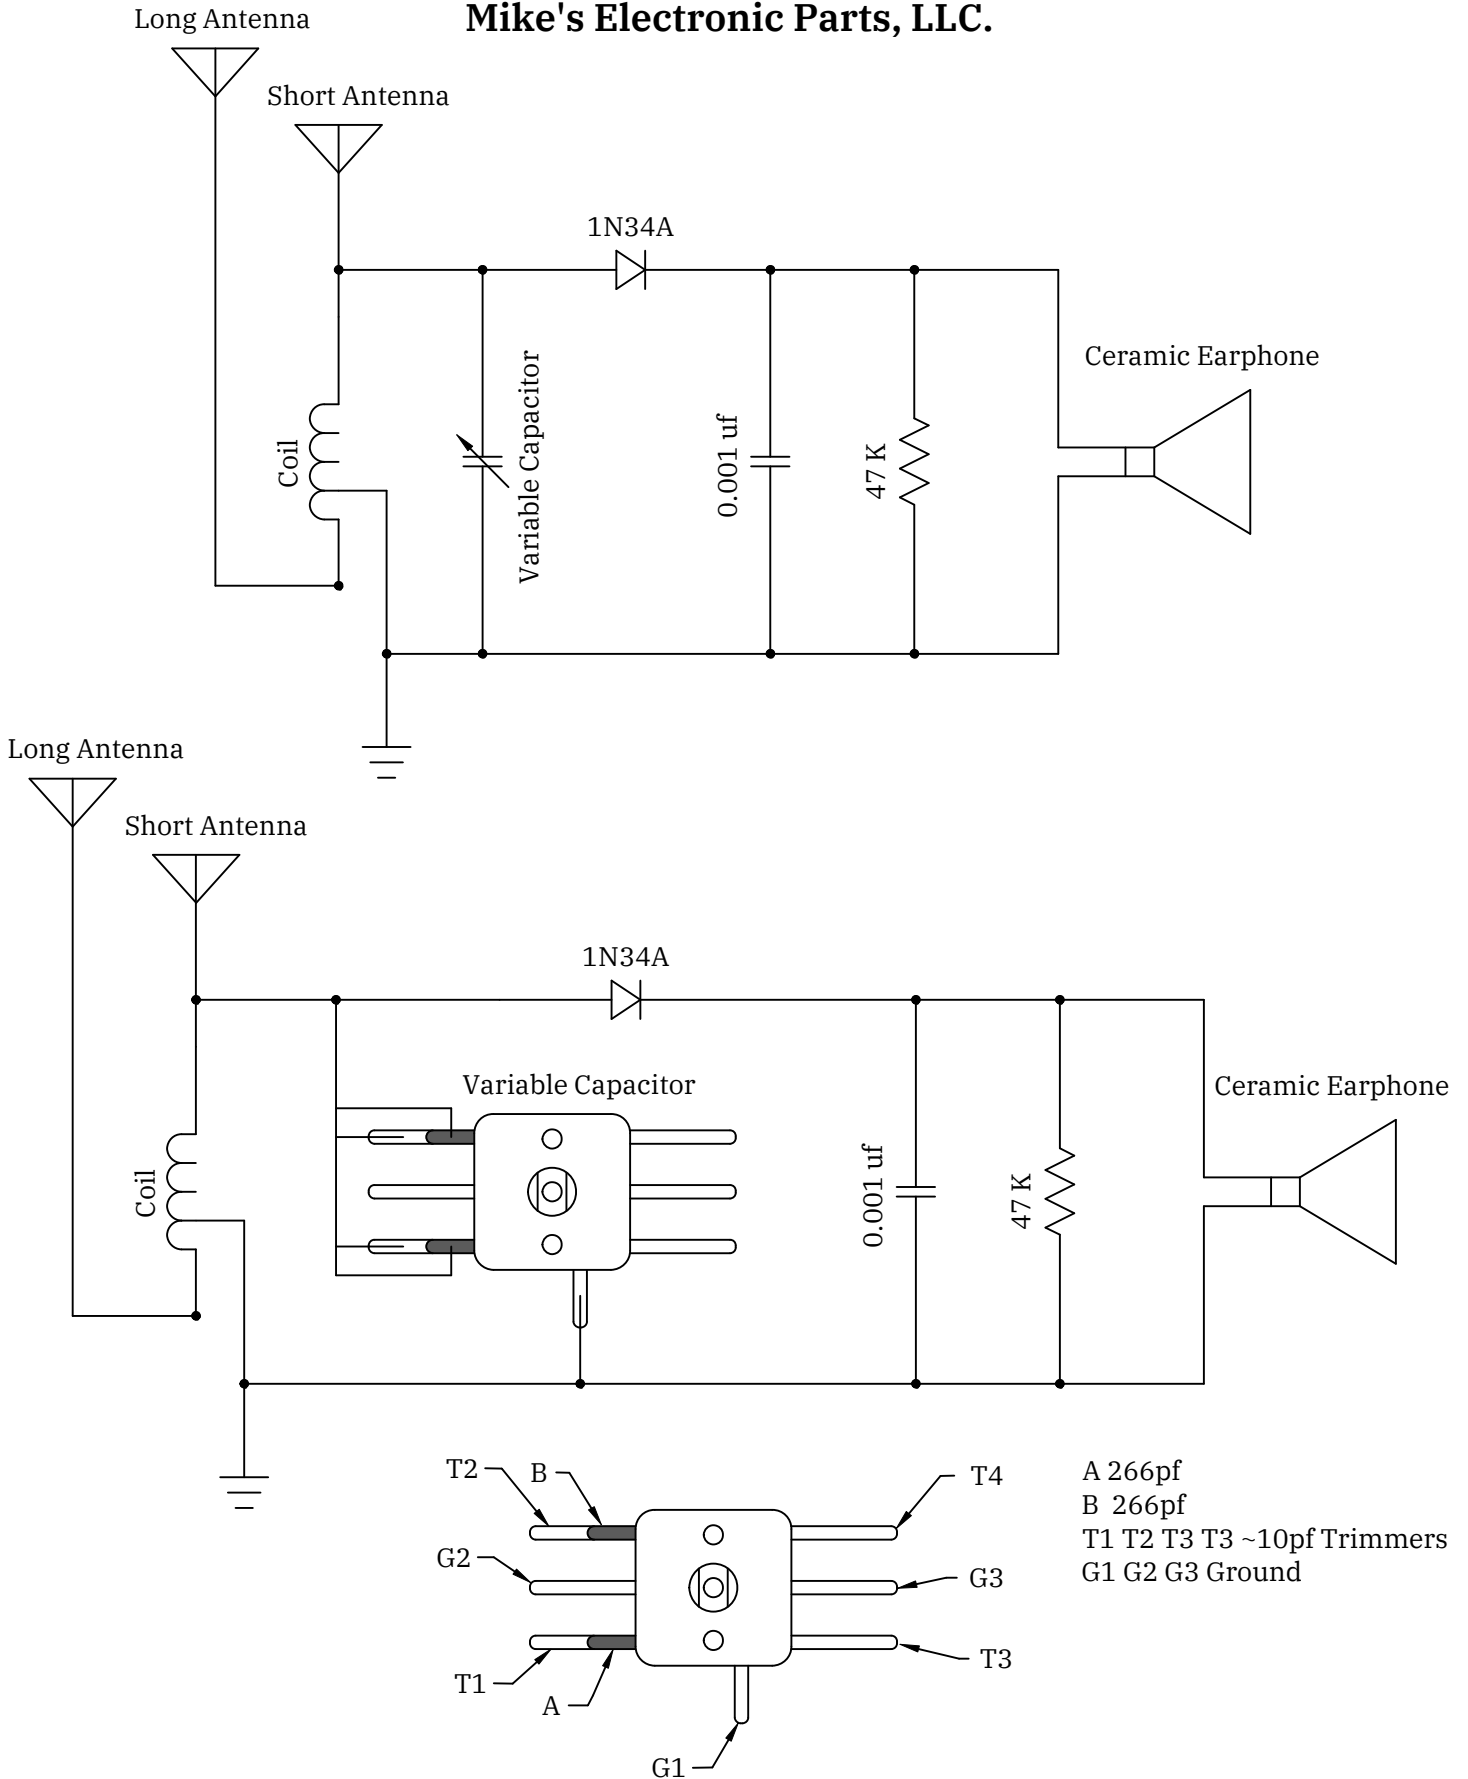 Mike's Electronic Parts, LLC.
Long Antenna
Short Antenna
1N34A
Ceramic Earphone
Coil
Variable Capacitor
0.001 uf
47 K
Long Antenna
Short Antenna
1N34A
Variable Capacitor
Ceramic Earphone
Coil
0.001 uf
47 K
T2
B
T4
G2
G3
T1
A
T3
G1
A 266pf
B 266pf
T1 T2 T3 T3 ~10pf Trimmers
G1 G2 G3 Ground